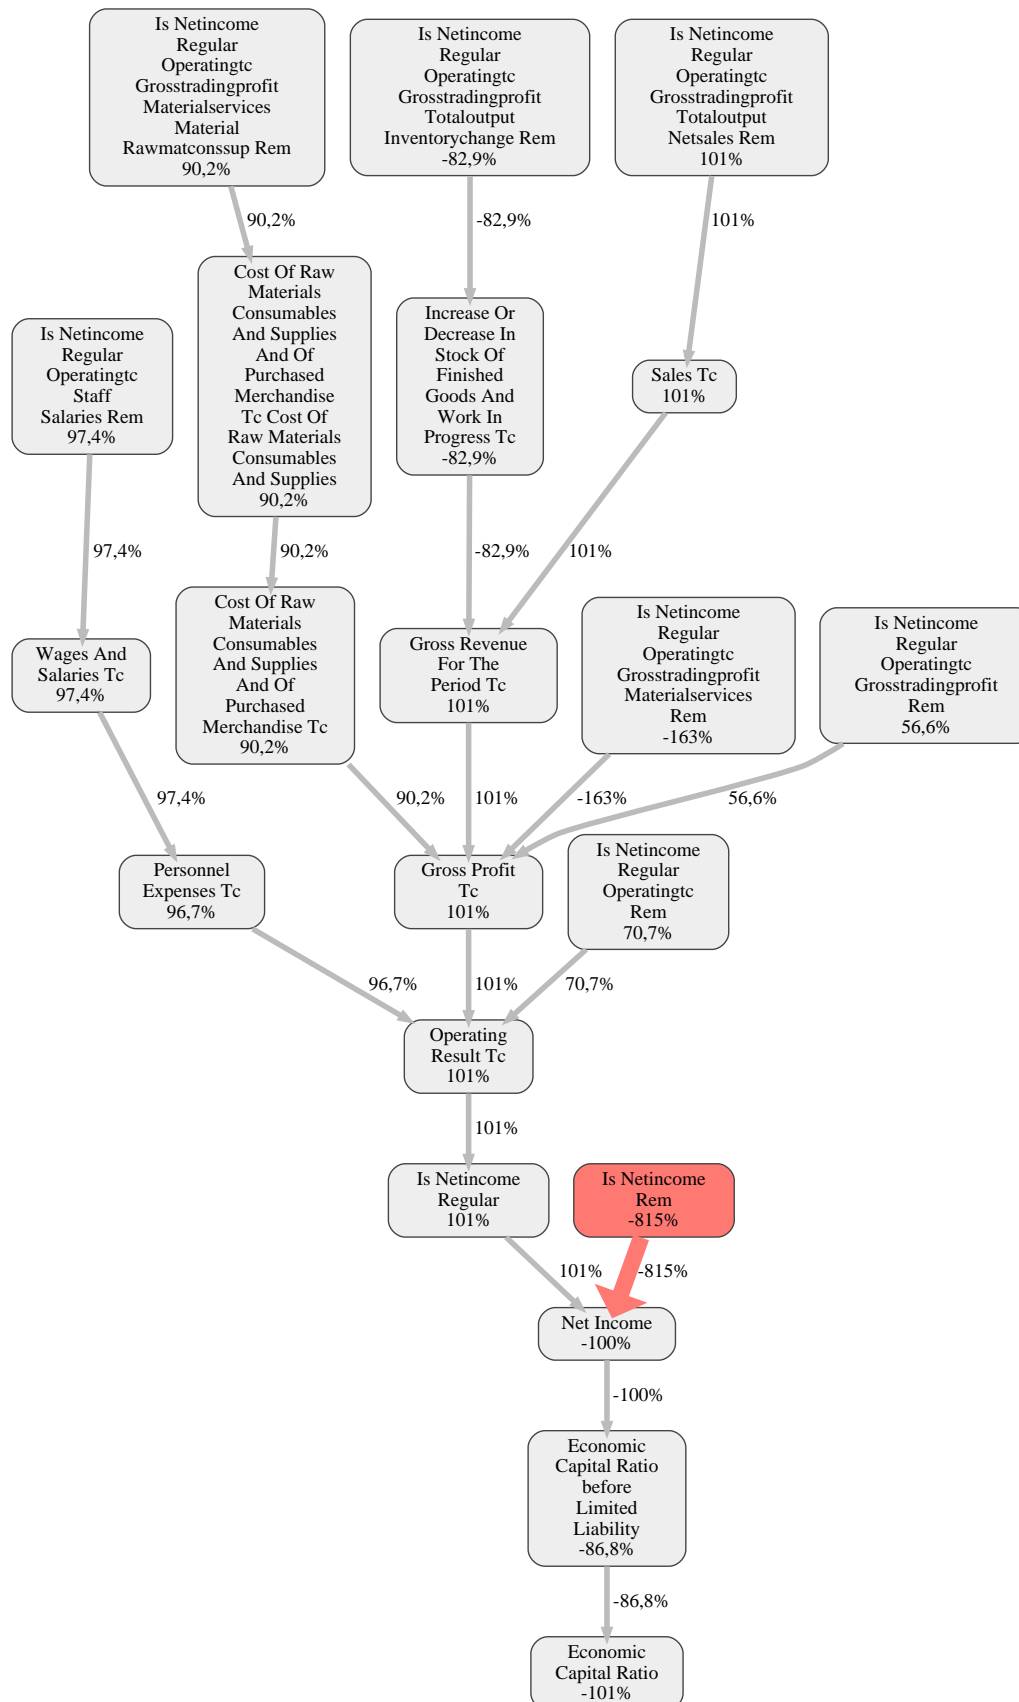 Is Netincome
Regular
Operatingtc
Grosstradingprofit
Materialservices
Material
Rawmatconssup Rem
90,2%
Is Netincome
Regular
Operatingtc
Grosstradingprofit
Totaloutput
Inventorychange Rem
-82,9%
Is Netincome
Regular
Operatingtc
Grosstradingprofit
Totaloutput
Netsales Rem
101%
90,2%
-82,9%
101%
Is Netincome
Regular
Operatingtc
Staff
Salaries Rem
97,4%
Cost Of Raw
Materials
Consumables
And Supplies
And Of
Purchased
Merchandise
Tc Cost Of
Raw Materials
Consumables
And Supplies
90,2%
Increase Or
Decrease In
Stock Of
Finished
Goods And
Work In
Progress Tc
-82,9%
Sales Tc
101%
97,4%
90,2%
-82,9%
101%
Wages And
Salaries Tc
97,4%
Cost Of Raw
Materials
Consumables
And Supplies
And Of
Purchased
Merchandise Tc
90,2%
Gross Revenue
For The
Period Tc
101%
Is Netincome
Regular
Operatingtc
Grosstradingprofit
Materialservices
Rem
-163%
Is Netincome
Regular
Operatingtc
Grosstradingprofit
Rem
56,6%
97,4%
90,2%
101%
-163%
56,6%
Personnel
Expenses Tc
96,7%
Gross Profit
Tc
101%
Is Netincome
Regular
Operatingtc
Rem
70,7%
96,7%
101%
70,7%
Operating
Result Tc
101%
101%
Is Netincome
Regular
101%
Is Netincome
Rem
-815%
101%
-815%
Net Income
-100%
-100%
Economic
Capital Ratio
before
Limited
Liability
-86,8%
-86,8%
Economic
Capital Ratio
-101%